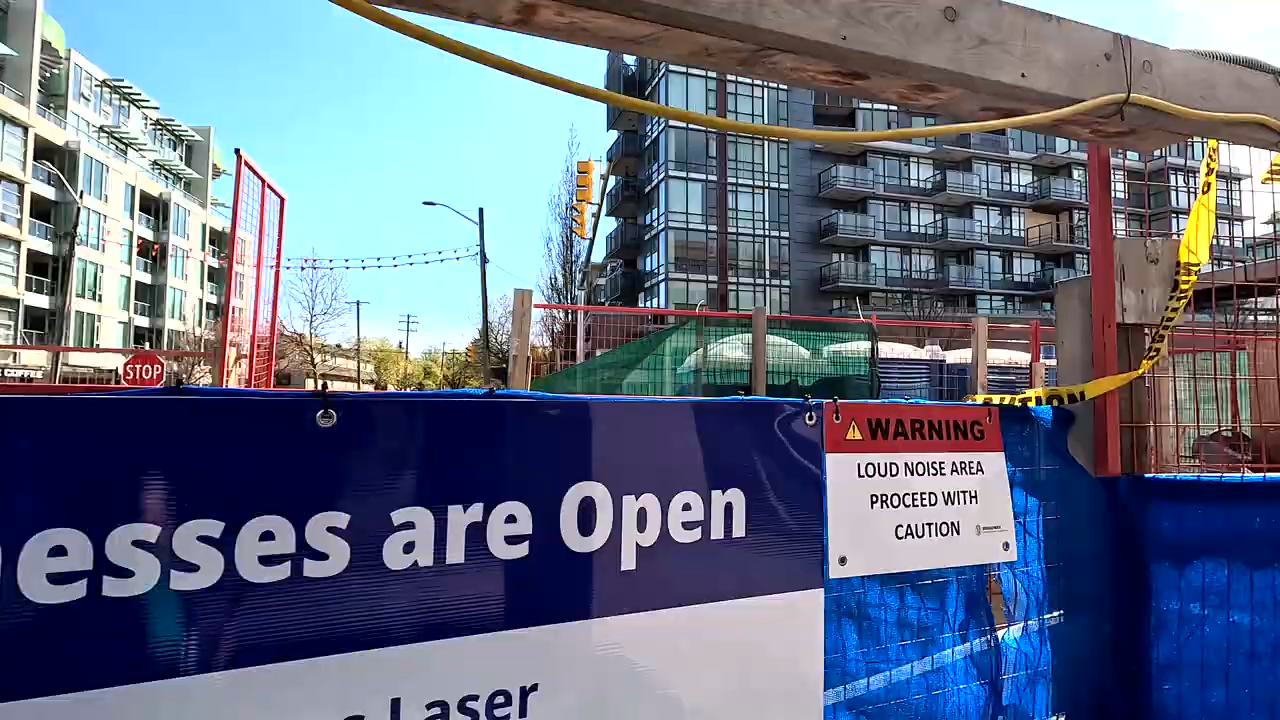 STOP
COFFEE
CAUTION
WARNING
LOUD NOISE AREA
PROCEED WITH
CAUTION
esses are Open
Laser